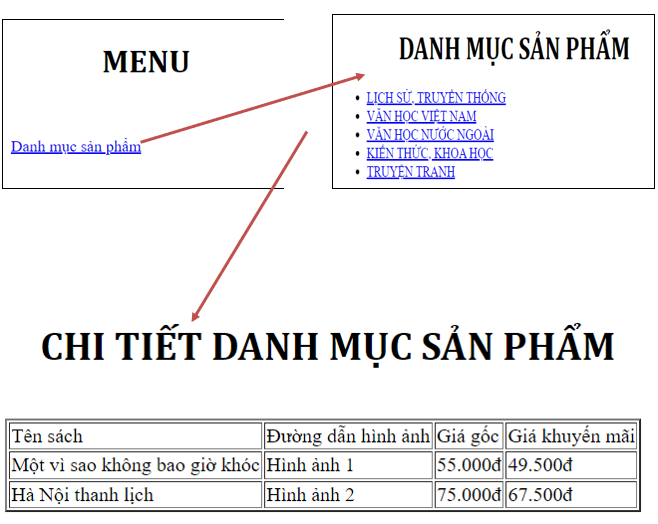 MENU
Danh mục sản phẩm
DANH MỤC SẢN PHẨM
LỊCH SỬ, TRUYỀN THỐNG
VĂN HỌC VIỆT NAM
VĂN HỌC NƯỚC NGOÀI
KIẾN THỨC, KHOA HỌC
TRUYỆN TRANH
CHI TIẾT DANH MỤC SẢN PHẨM
Tên sách Đường dẫn hình ảnh Giá gốc Giá khuyến mãi
Một vì sao không bao giờ khóc Hình ảnh 1 55.000đ 49.500đ
Hà Nội thanh lịch Hình ảnh 2 75.000đ 67.500đ